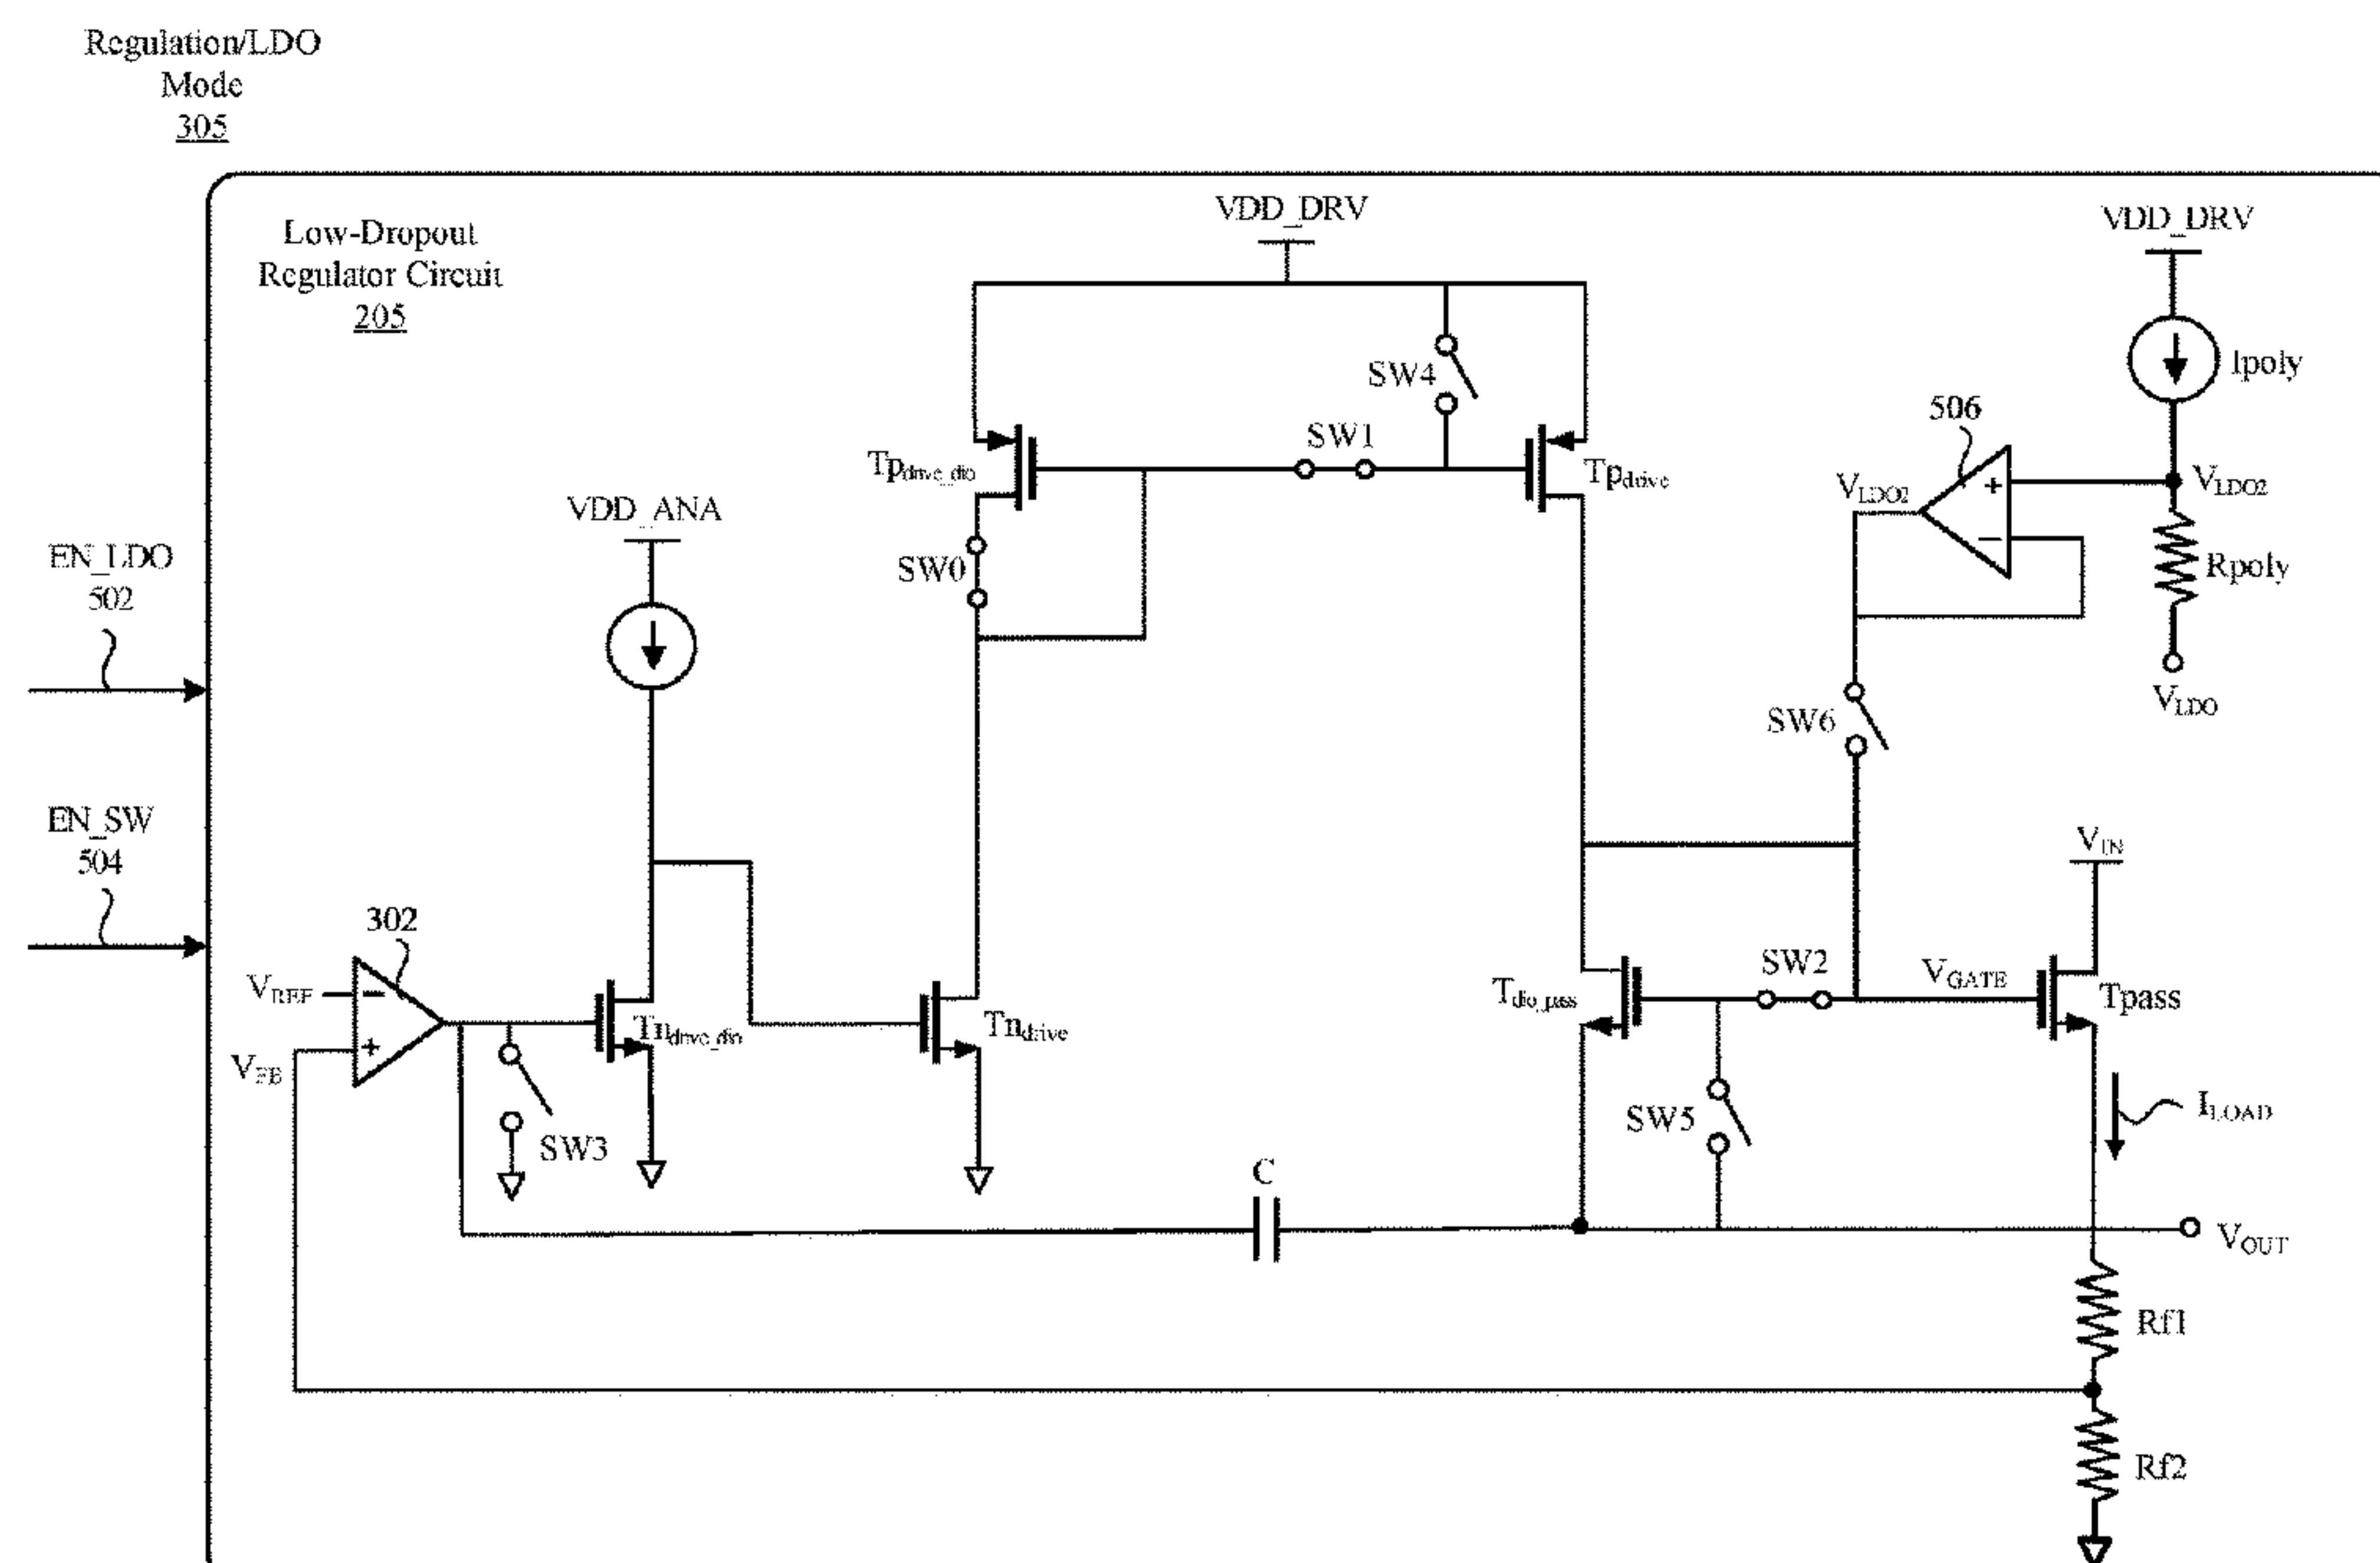 Regulation/LDO
Mode
305
Low-Dropout
Regulator Circuit
205
VDD_DRV
VDD_DRV
Ipoly
SW4
506
SW1
Tpdrive_dio
Tpdrive
VLDO2
+
VLDO2
VDD_ANA
−
EN_LDO
502
SW0
Rpoly
VLDO
SW6
EN_SW
504
VIN
302
SW2
VREF
−
Tdio_pass
VGATE
Tpass
Tndrive_dio
Tndrive
+
VFB
SW5
ILOAD
SW3
C
VOUT
Rf1
Rf2